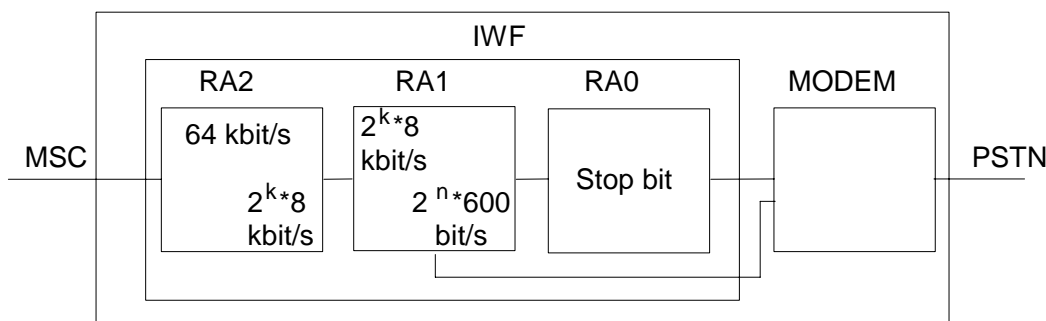 IWF
RA2
RA1
RA0
MODEM
MSC
PSTN
64 kbit/s
2^k*8
kbit/s
2^k*8
kbit/s
2^n*600
bit/s
Stop bit